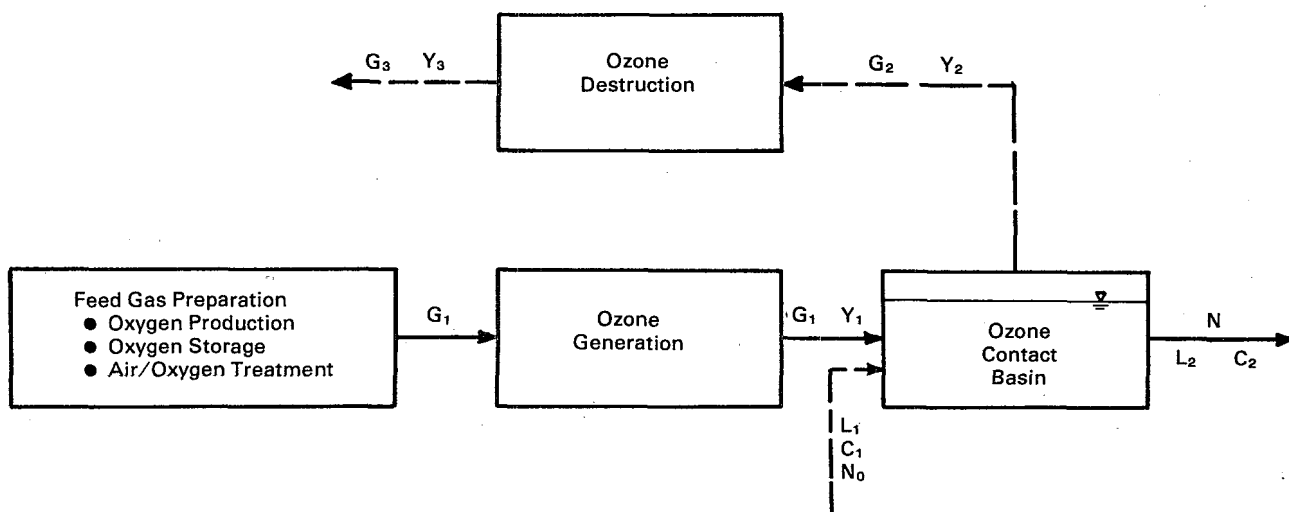 G₃ Y₃
Ozone
Destruction
G₂ Y₂
Feed Gas Preparation
● Oxygen Production
● Oxygen Storage
● Air/Oxygen Treatment
G₁
Ozone
Generation
G₁ Y₁
Ozone
Contact
Basin
N
L₂ C₂
L₁
C₁
N₀